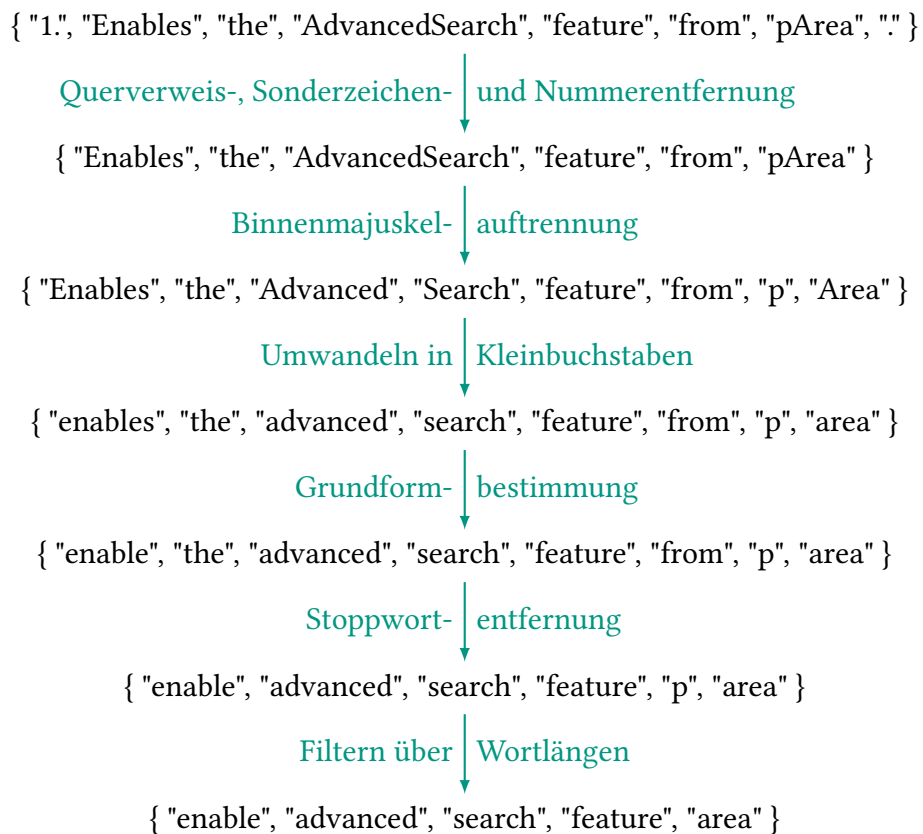 { "1.", "Enables", "the", "AdvancedSearch", "feature", "from", "pArea", "." }
Querverweis-, Sonderzeichen- und Nummerentfernung
{ "Enables", "the", "AdvancedSearch", "feature", "from", "pArea" }
Binnenmajuskel- auftrennung
{ "Enables", "the", "Advanced", "Search", "feature", "from", "p", "Area" }
Umwandeln in Kleinbuchstaben
{ "enables", "the", "advanced", "search", "feature", "from", "p", "area" }
Grundform- bestimmung
{ "enable", "the", "advanced", "search", "feature", "from", "p", "area" }
Stoppwort- entfernung
{ "enable", "advanced", "search", "feature", "p", "area" }
Filtern über Wortlängen
{ "enable", "advanced", "search", "feature", "area" }